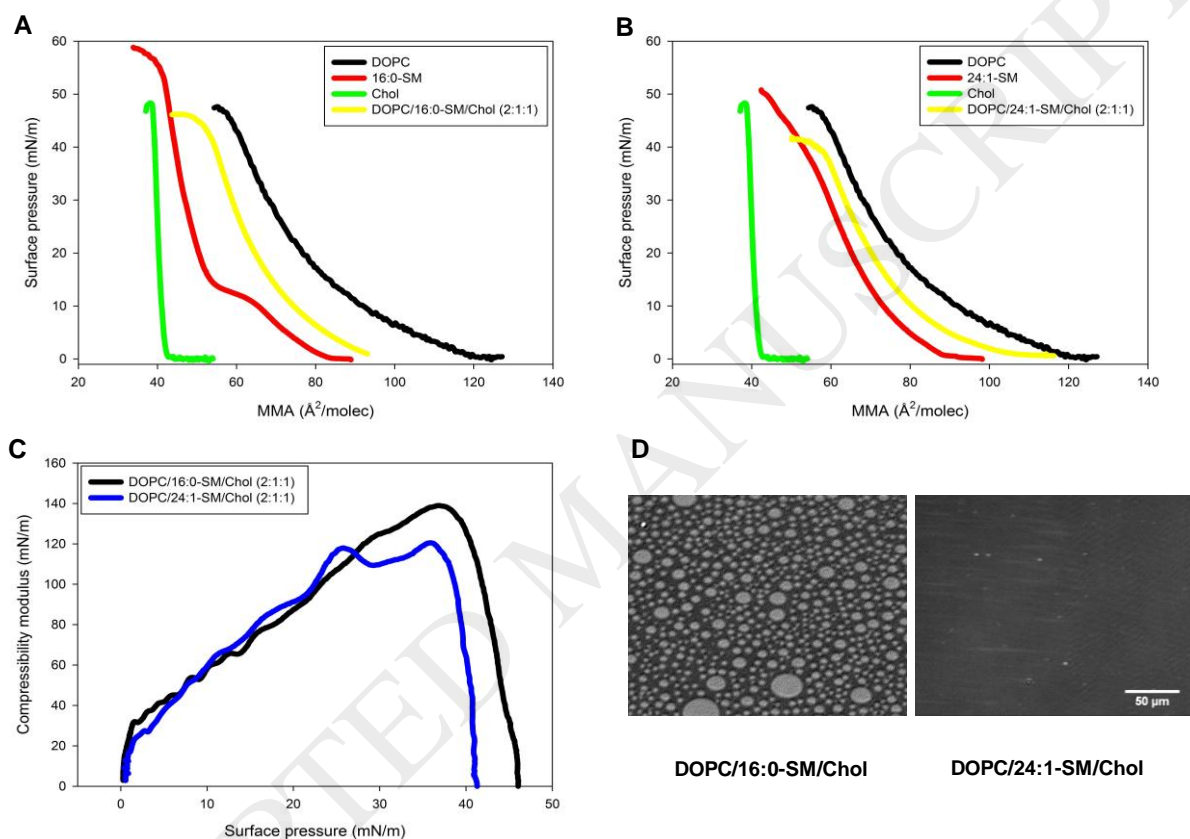 A
Surface pressure (mN/m)
60
50
40
30
20
10
0
20 40 60 80 100 120 140
MMA (Å²/molec)
DOPC
16:0-SM
Chol
DOPC/16:0-SM/Chol (2:1:1)
B
Surface pressure (mN/m)
60
50
40
30
20
10
0
20 40 60 80 100 120 140
MMA (Å²/molec)
DOPC
24:1-SM
Chol
DOPC/24:1-SM/Chol (2:1:1)
C
Compressibility modulus (mN/m)
160
140
120
100
80
60
40
20
0
0 10 20 30 40 50
Surface pressure (mN/m)
DOPC/16:0-SM/Chol (2:1:1)
DOPC/24:1-SM/Chol (2:1:1)
D
50 µm
DOPC/16:0-SM/Chol DOPC/24:1-SM/Chol
PTED MANUSCRIPT